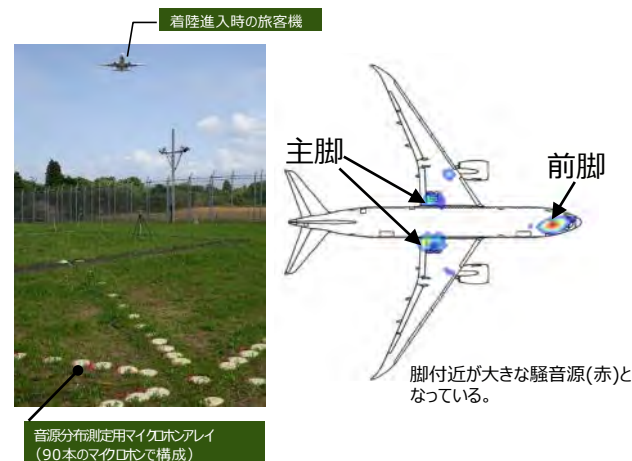 着陸進入時の旅客機
主脚
前脚
脚付近が大きな騒音源(赤)と
なっている。
音源分布測定用マイクロホンアレイ
(90本のマイクロホンで構成)